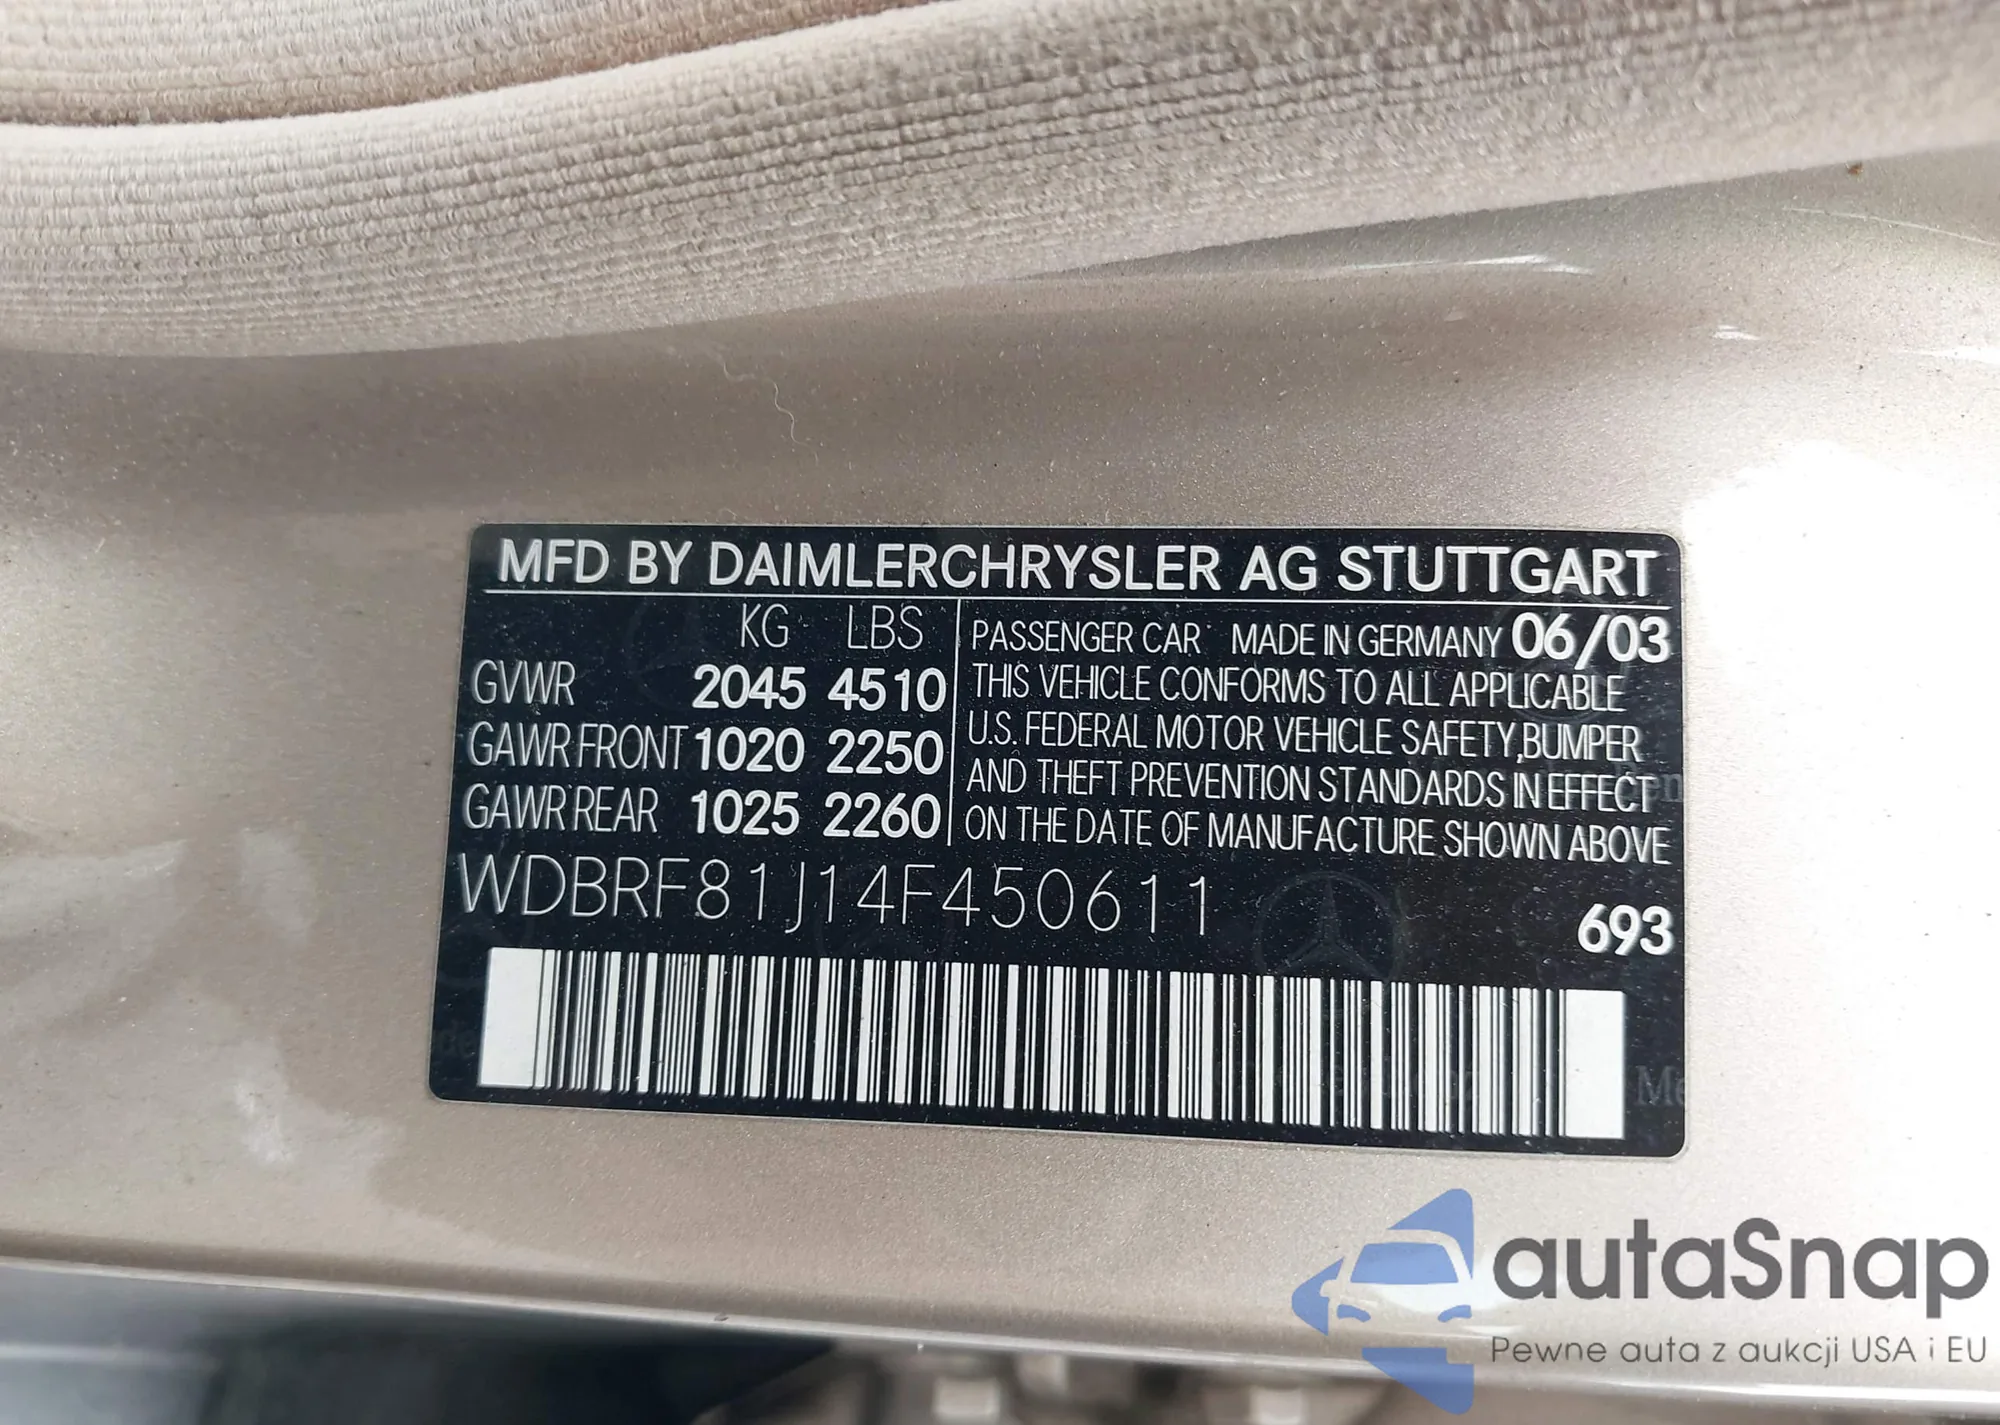 MFD BY DAIMLERCHRYSLER AG STUTTGART
KG LBS
GVWR 2045 4510
GAWR FRONT 1020 2250
GAWR REAR 1025 2260
PASSENGER CAR MADE IN GERMANY 06/03
THIS VEHICLE CONFORMS TO ALL APPLICABLE
U.S. FEDERAL MOTOR VEHICLE SAFETY,BUMPER
AND THEFT PREVENTION STANDARDS IN EFFECT
ON THE DATE OF MANUFACTURE SHOWN ABOVE
WDBRF81J14F450611
693
autaSnap
Pewne auta z aukcji USA i EU